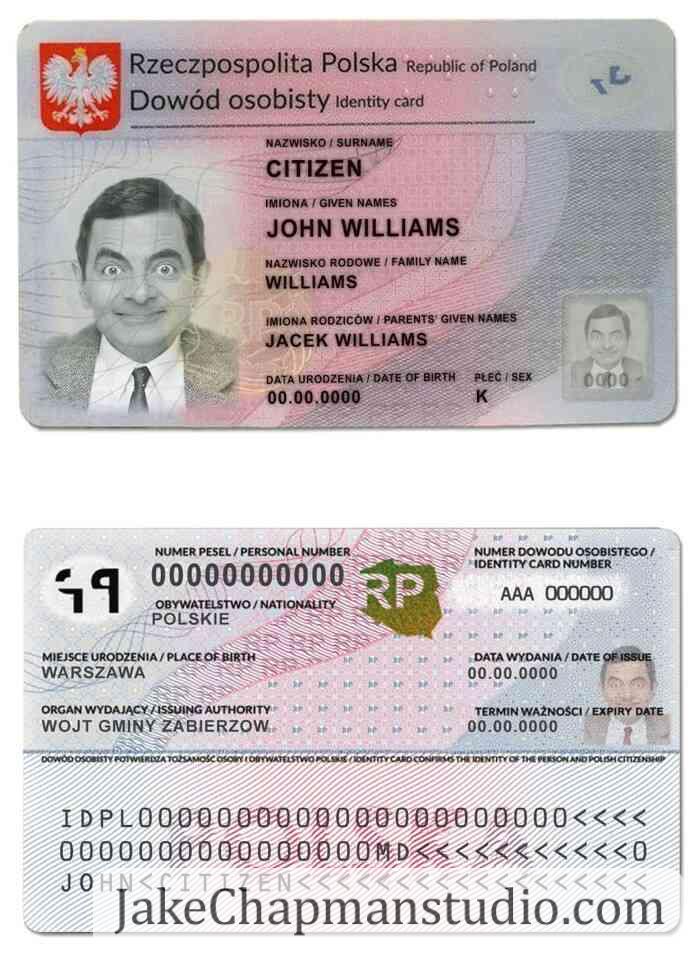 Rzeczpospolita Polska Republic of Poland
Dowód osobisty Identity card
NAZWISKO / SURNAME
CITIZEN
IMIONA / GIVEN NAMES
JOHN WILLIAMS
NAZWISKO RODOWE / FAMILY NAME
WILLIAMS
IMIONA RODZICÓW / PARENTS' GIVEN NAMES
JACEK WILLIAMS
DATA URODZENIA / DATE OF BIRTH PŁEĆ / SEX
00.00.0000 K
0000
NUMER PESEL / PERSONAL NUMBER
00000000000
OBYWATELSTWO / NATIONALITY
POLSKIE
RP
NUMER DOWODU OSOBISTEGO /
IDENTITY CARD NUMBER
AAA 000000
MIEJSCE URODZENIA / PLACE OF BIRTH
WARSZAWA
DATA WYDANIA / DATE OF ISSUE
00.00.0000
ORGAN WYDAJĄCY / ISSUING AUTHORITY
WOJT GMINY ZABIERZOW
TERMIN WAŻNOŚCI / EXPIRY DATE
00.00.0000
DOWÓD OSOBISTY POTWIERDZA TOŻSAMOŚĆ OSOBY I OBYWATELSTWO POLSKIE / IDENTITY CARD CONFIRMS THE IDENTITY OF THE PERSON AND POLISH CITIZENSHIP
IDPL0000000000000000000000<<<<
000000000000000000MD<<<<<<<<<<<0
JOHN<CITIZEN<<<<<<<<<<<<<<<<<<
JakeChapmanstudio.com